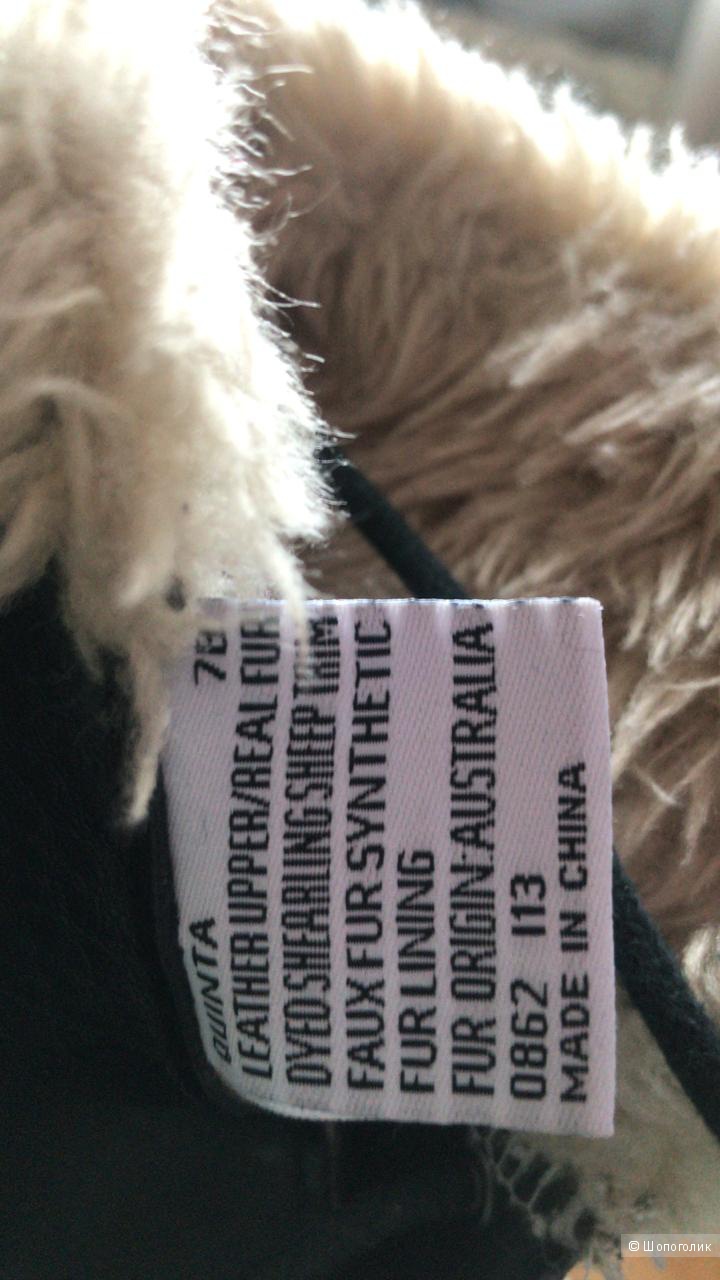 QUINTA 7B
LEATHER UPPER/REAL FUR
DYED SHEARLING SHEEP TRIM
FAUX FUR SYNTHETIC
FUR LINING
FUR ORIGIN:AUSTRALIA
0862 I13
MADE IN CHINA
© Шопоголик